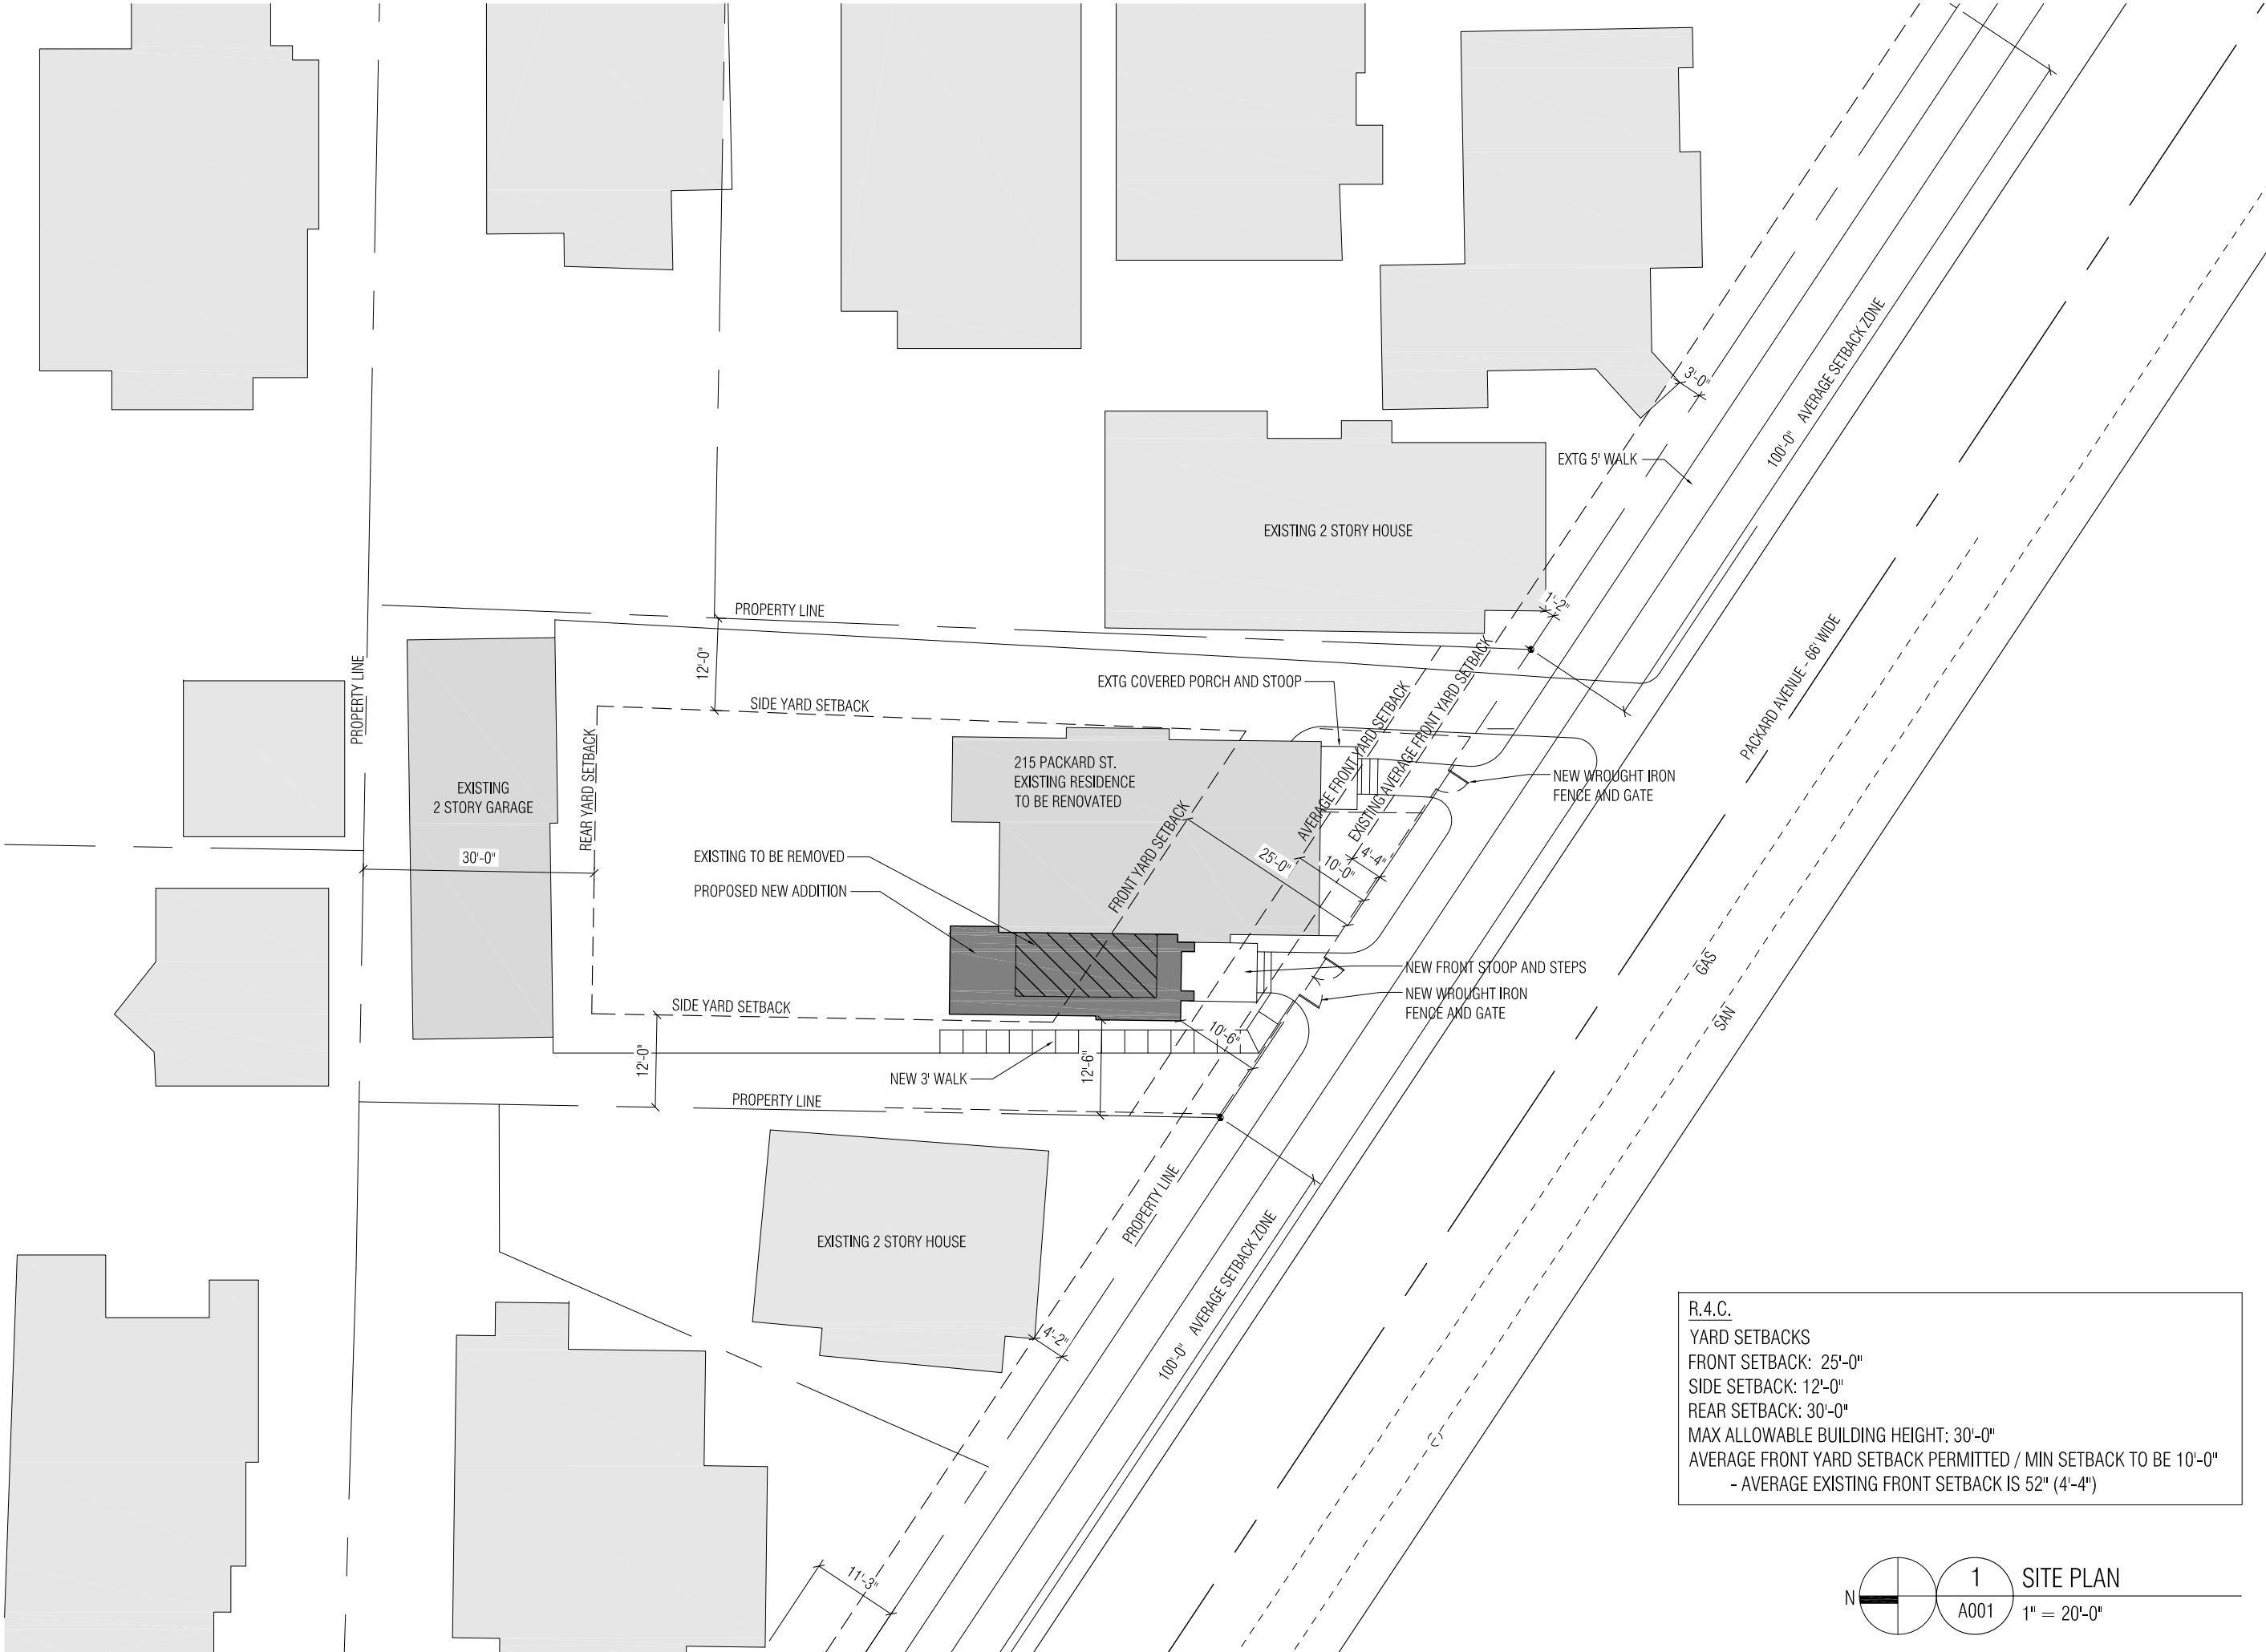 3'-0"
100'-0" AVERAGE SETBACK ZONE
EXTG 5' WALK
EXISTING 2 STORY HOUSE
1'-2"
PROPERTY LINE
PROPERTY LINE
12'-0"
PACKARD AVENUE - 66' WIDE
EXTG COVERED PORCH AND STOOP
SIDE YARD SETBACK
REAR YARD SETBACK
AVERAGE FRONT YARD SETBACK
EXISTING AVERAGE FRONT YARD SETBACK
215 PACKARD ST.
EXISTING RESIDENCE
TO BE RENOVATED
NEW WROUGHT IRON
FENCE AND GATE
EXISTING
2 STORY GARAGE
FRONT YARD SETBACK
30'-0"
EXISTING TO BE REMOVED
PROPOSED NEW ADDITION
25'-0"
10'-0"
4'-4"
GAS
NEW FRONT STOOP AND STEPS
NEW WROUGHT IRON
FENCE AND GATE
SAN
SIDE YARD SETBACK
10'-6"
12'-0"
12'-6"
NEW 3' WALK
PROPERTY LINE
PROPERTY LINE
EXISTING 2 STORY HOUSE
4'-2"
100'-0" AVERAGE SETBACK ZONE
11'-3"
R.4.C.
YARD SETBACKS
FRONT SETBACK: 25'-0"
SIDE SETBACK: 12'-0"
REAR SETBACK: 30'-0"
MAX ALLOWABLE BUILDING HEIGHT: 30'-0"
AVERAGE FRONT YARD SETBACK PERMITTED / MIN SETBACK TO BE 10'-0"
- AVERAGE EXISTING FRONT SETBACK IS 52" (4'-4")
N
1
A001
SITE PLAN
1" = 20'-0"